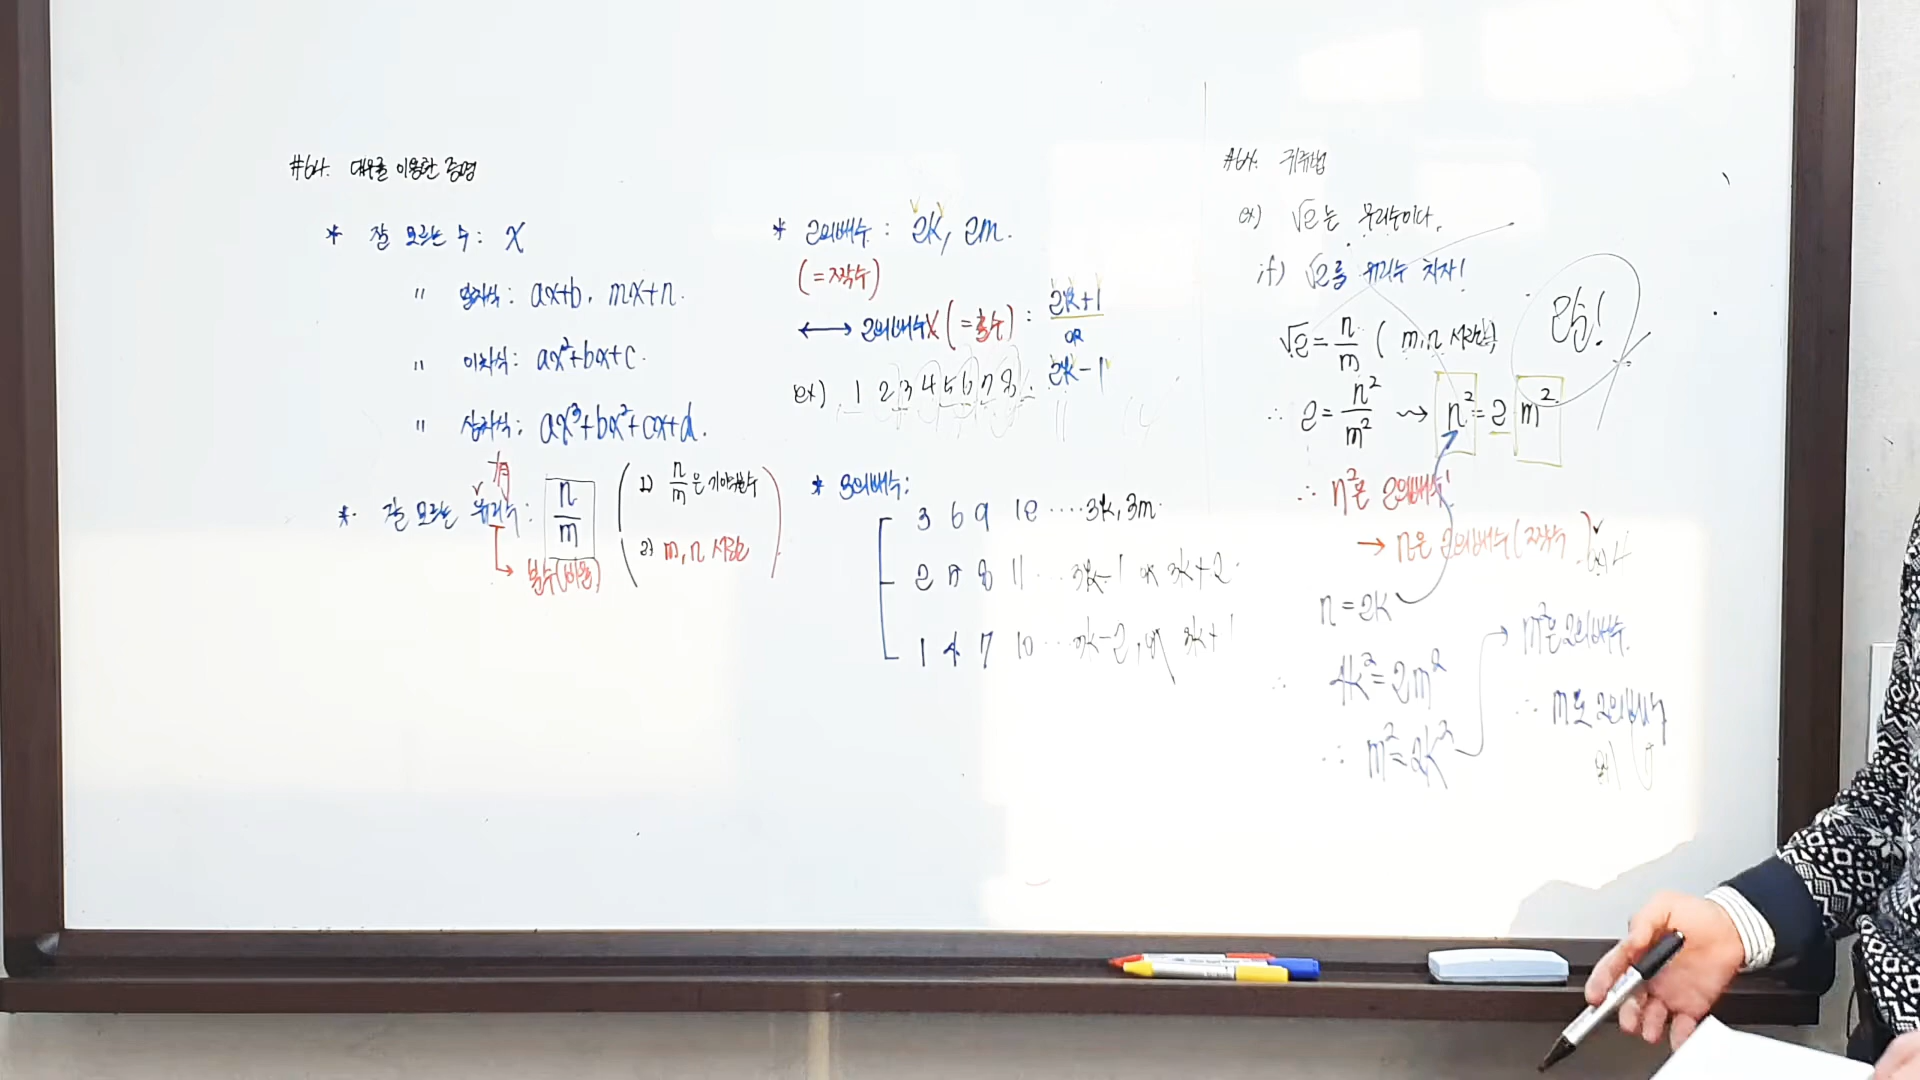 #64. 대우를 이용한 증명
* 잘 모르는 수 : x
" 일차식 : ax+b, mx+n.
" 이차식 : ax²+bx+c.
" 삼차식 : ax³+bx²+cx+d.
*. 잘 모르는 유리수 : n/m ( 1) n/m 은 기약분수
2) m, n 서로소 )
有
→ 분수(비율)
* 2의배수 : 2k, 2m.
(=짝수)
↔ 2의배수X (=홀수) : 2k+1
OR
2k-1
ex) 1 2 3 4 5 6 7 8
* 3의배수:
3 6 9 12 ···· 3k, 3m.
2 5 8 11 ··· 3k-1 or 3k+2.
1 4 7 10 ··· 3k-2, or 3k+1
#64. 귀류법
ex) √2는 무리수이다.
if) √2를 유리수 치자!
√2 = n/m ( m, n 서로소)
모순!
∴ 2 = n²/m² ⇝ n² = 2 m²
∴ n²은 2의배수!
→ n은 2의배수 (짝수)
n = 2k
∴ 4k² = 2m²
∴ m² = 2k²
→ m²은 2의배수.
∴ m도 2의배수